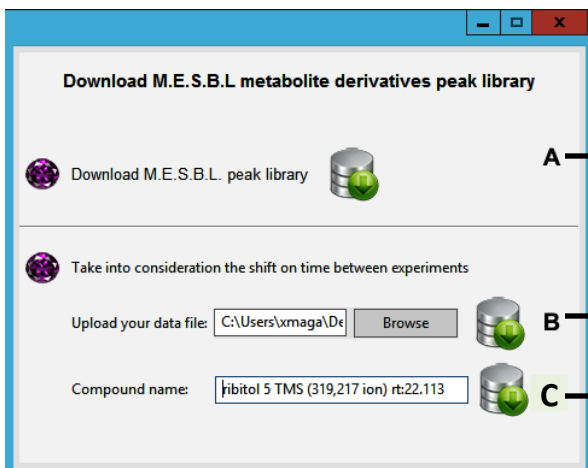 x
Download M.E.S.B.L metabolite derivatives peak library
Download M.E.S.B.L. peak library
A
Take into consideration the shift on time between experiments
Upload your data file: C:\Users\xmaga\De Browse
B
Compound name: ribitol 5 TMS (319,217 ion) rt:22.113
C